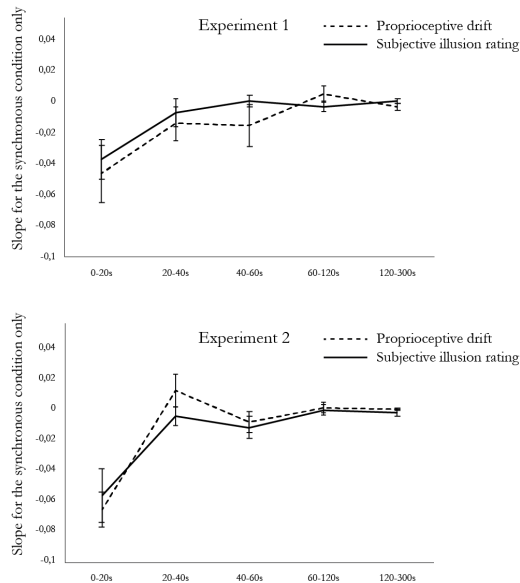 Experiment 1
Proprioceptive drift
Subjective illusion rating
Slope for the synchronous condition only
0,04
0,02
0
-0,02
-0,04
-0,06
-0,08
-0,1
0-20s 20-40s 40-60s 60-120s 120-300s
Experiment 2
Proprioceptive drift
Subjective illusion rating
Slope for the synchronous condition only
0,04
0,02
0
-0,02
-0,04
-0,06
-0,08
-0,1
0-20s 20-40s 40-60s 60-120s 120-300s